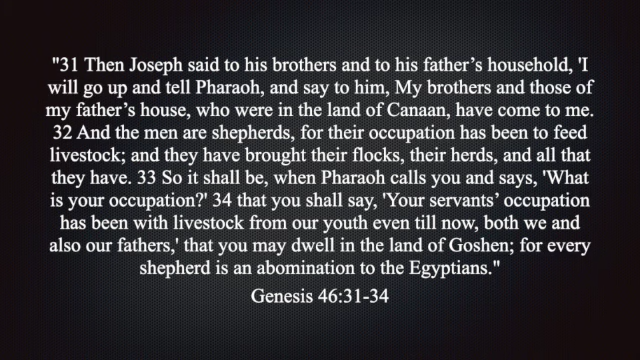 "31 Then Joseph said to his brothers and to his father’s household, 'I
will go up and tell Pharaoh, and say to him, My brothers and those of
my father’s house, who were in the land of Canaan, have come to me.
32 And the men are shepherds, for their occupation has been to feed
livestock; and they have brought their flocks, their herds, and all that
they have. 33 So it shall be, when Pharaoh calls you and says, 'What
is your occupation?' 34 that you shall say, 'Your servants’ occupation
has been with livestock from our youth even till now, both we and
also our fathers,' that you may dwell in the land of Goshen; for every
shepherd is an abomination to the Egyptians."
Genesis 46:31-34